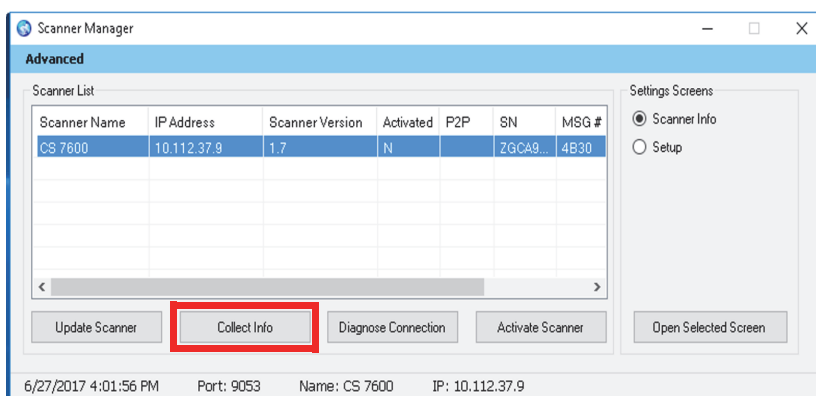 Scanner Manager
Advanced
Scanner List
Scanner Name IP Address Scanner Version Activated P2P SN MSG #
CS 7600 10.112.37.9 1.7 N ZGCA9... 4B30
Update Scanner Collect Info Diagnose Connection Activate Scanner
Settings Screens
Scanner Info
Setup
Open Selected Screen
6/27/2017 4:01:56 PM Port: 9053 Name: CS 7600 IP: 10.112.37.9